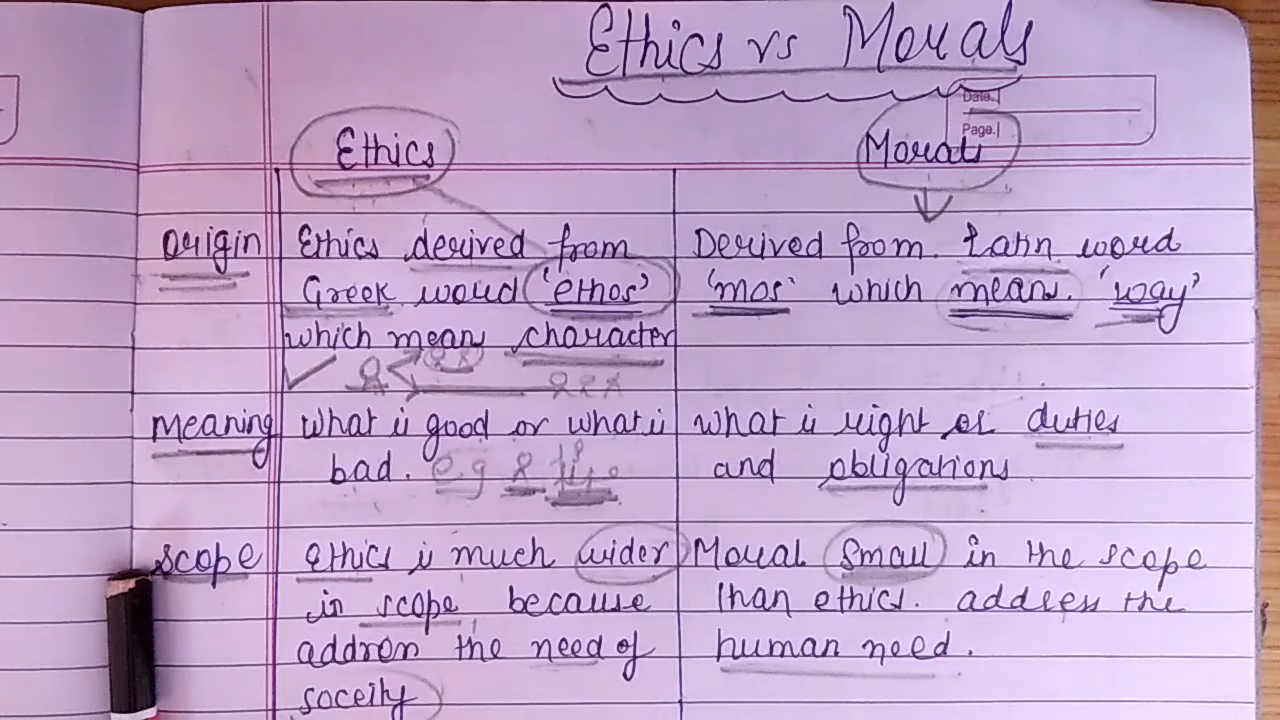 Ethics vs Morals
Date.
Page.
Ethics
Morals
origin
Ethics derived from
Greek word 'ethos'
which mean character
Derived from Latin word
'mos' which mean 'way'
meaning
what is good or what is
bad. e.g
what is right or duties
and obligations
scope
Ethics is much wider
in scope because
address the need of
soceity
Moral small in the scope
than ethics. address the
human need.